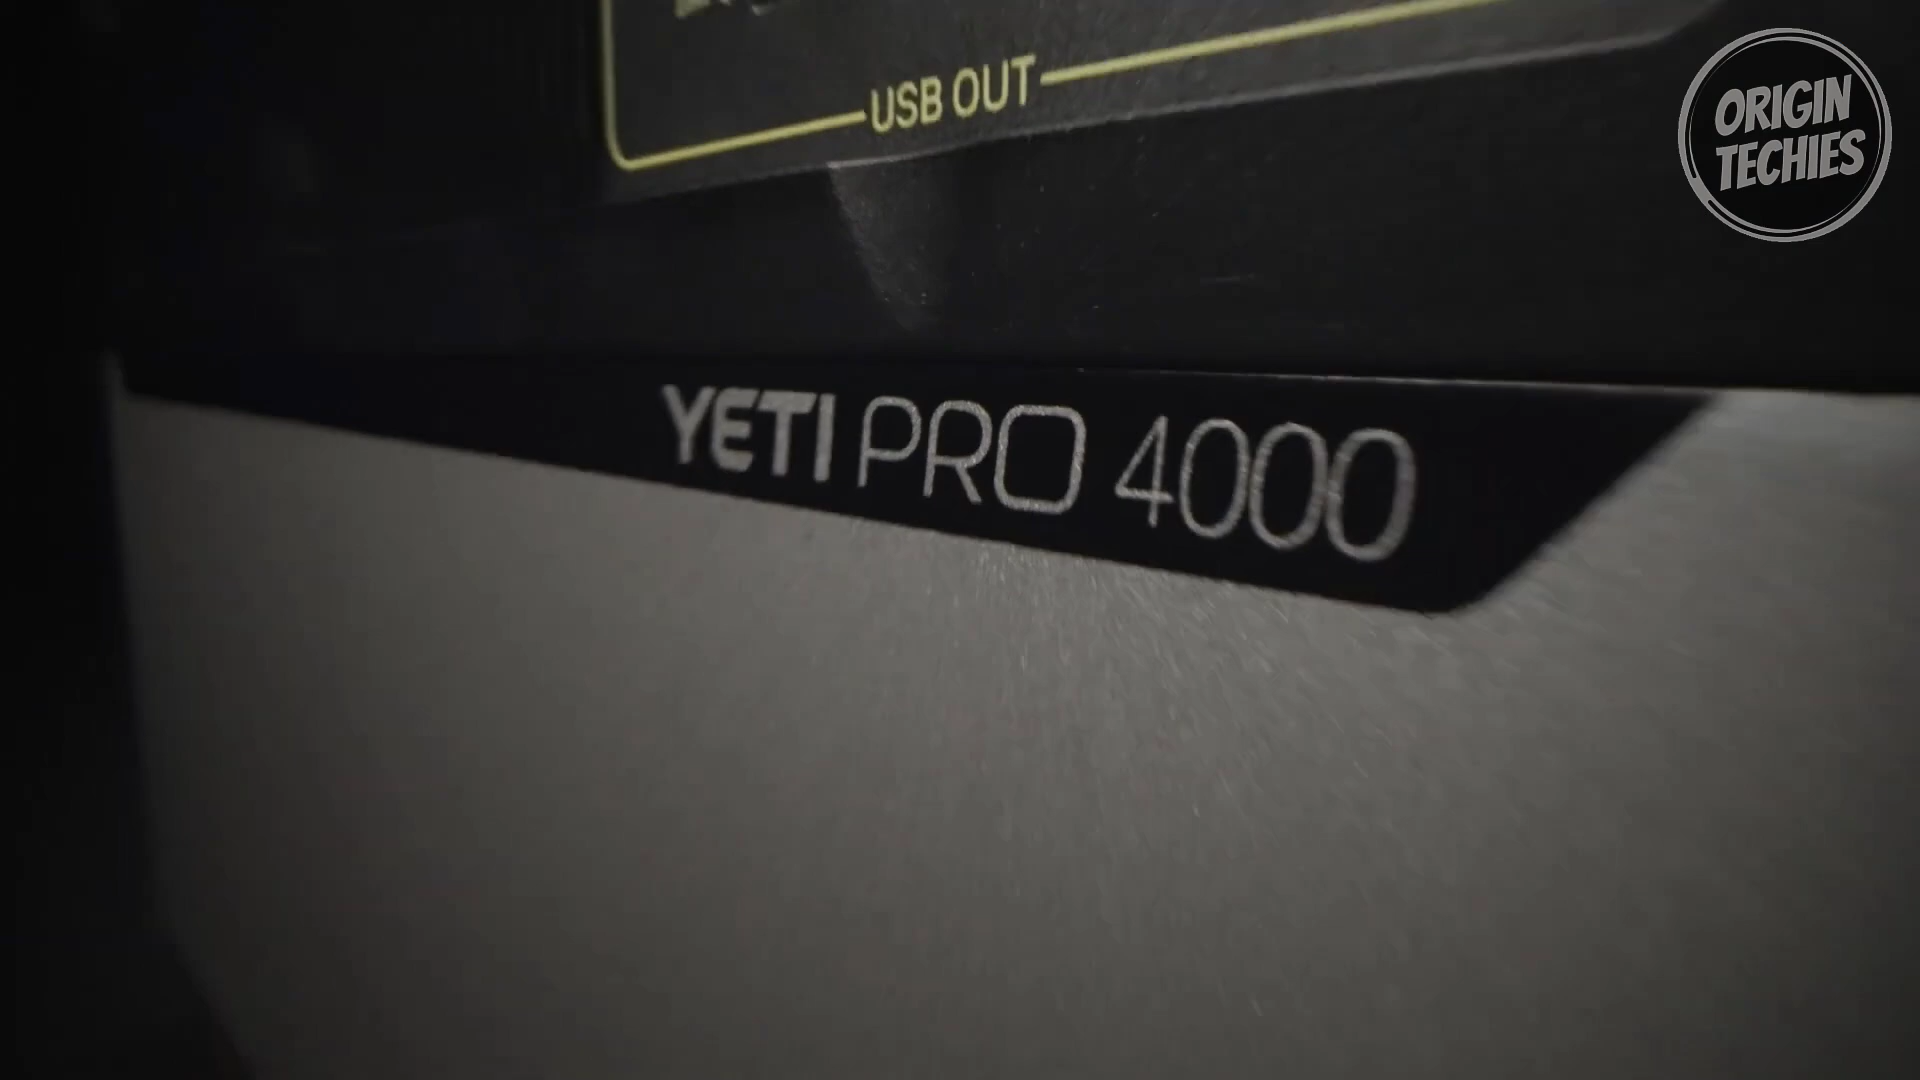 USB OUT
ORIGIN
TECHIES
YETI PRO 4000